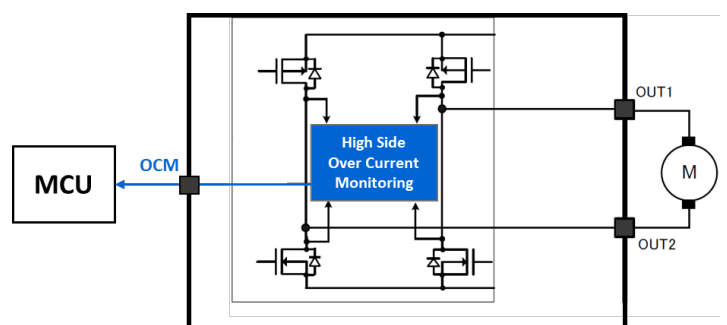 OUT1
High Side
Over Current
Monitoring
OCM
MCU
M
OUT2